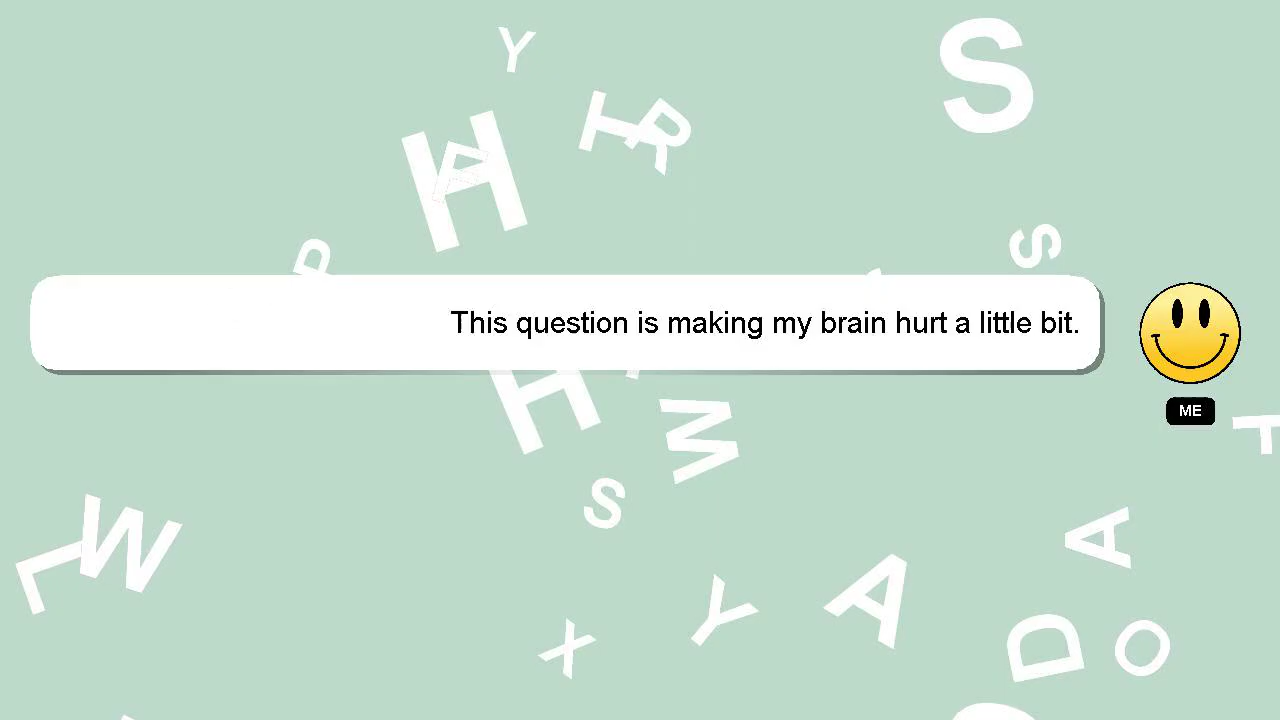 Y
S
T
R
H
A
S
P
This question is making my brain hurt a little bit.
ME
H
W
T
S
W
L
A
Y
A
X
D
O